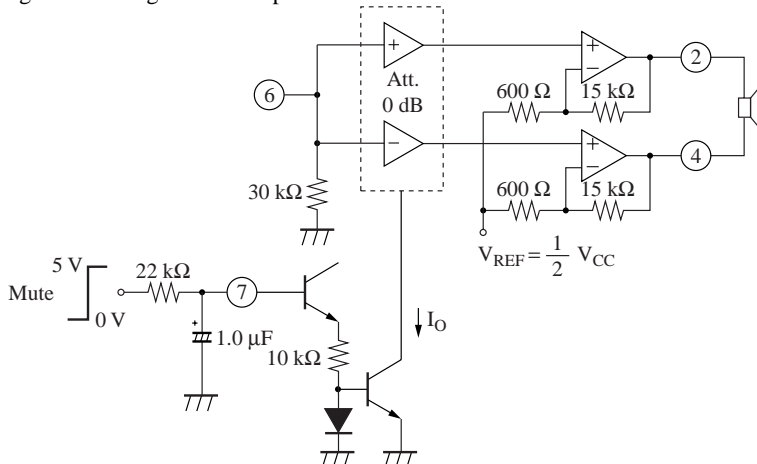 6
Att.
0 dB
600 Ω
15 kΩ
2
600 Ω
15 kΩ
4
30 kΩ
V_REF = 1/2 V_CC
Mute
5 V
0 V
22 kΩ
7
+
1.0 μF
10 kΩ
I_O